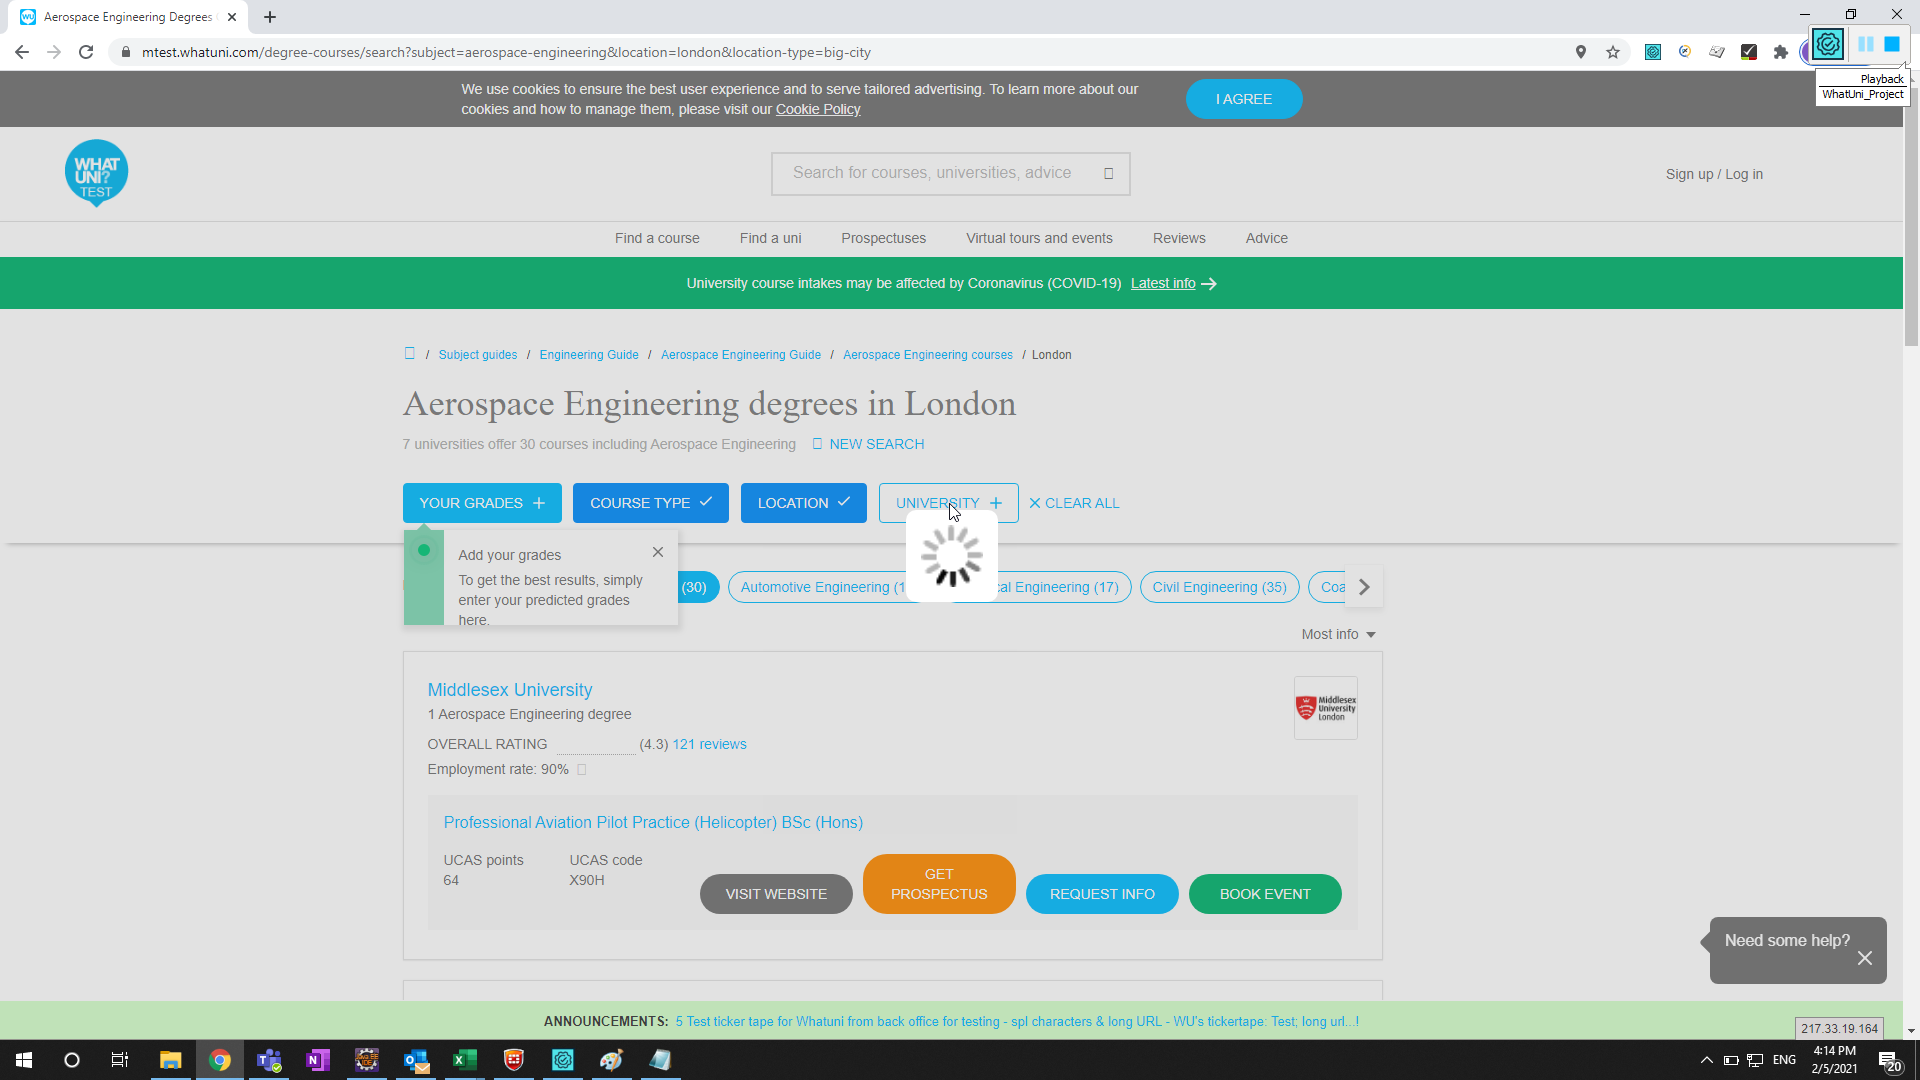 Aerospace Engineering Degrees
mtest.whatuni.com/degree-courses/search?subject=aerospace-engineering&location=london&location-type=big-city
Playback
WhatUni_Project
We use cookies to ensure the best user experience and to serve tailored advertising. To learn more about our
cookies and how to manage them, please visit our Cookie Policy
I AGREE
WHAT
UNI?
TEST
Search for courses, universities, advice
Sign up / Log in
Find a course
Find a uni
Prospectuses
Virtual tours and events
Reviews
Advice
University course intakes may be affected by Coronavirus (COVID-19) Latest info
/ Subject guides / Engineering Guide / Aerospace Engineering Guide / Aerospace Engineering courses / London
Aerospace Engineering degrees in London
7 universities offer 30 courses including Aerospace Engineering
NEW SEARCH
YOUR GRADES
COURSE TYPE
LOCATION
UNIVERSITY
CLEAR ALL
Add your grades
To get the best results, simply
enter your predicted grades
here.
(30)
Automotive Engineering (1
al Engineering (17)
Civil Engineering (35)
Coa
Most info
Middlesex University
1 Aerospace Engineering degree
OVERALL RATING (4.3) 121 reviews
Employment rate: 90%
Middlesex
University
London
Professional Aviation Pilot Practice (Helicopter) BSc (Hons)
UCAS points
64
UCAS code
X90H
VISIT WEBSITE
GET
PROSPECTUS
REQUEST INFO
BOOK EVENT
Need some help?
ANNOUNCEMENTS: 5 Test ticker tape for Whatuni from back office for testing - spl characters & long URL - WU's tickertape: Test; long url...!
217.33.19.164
ENG
4:14 PM
2/5/2021
20